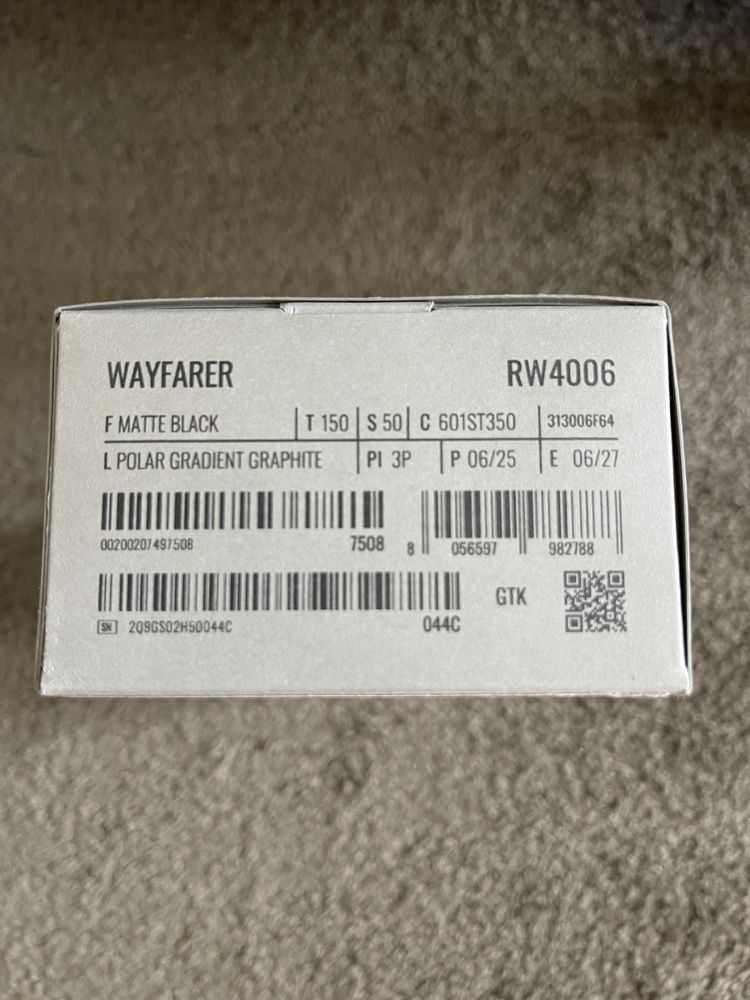 WAYFARER RW4006
F MATTE BLACK T 150 S 50 C 601ST350 313006F64
L POLAR GRADIENT GRAPHITE PI 3P P 06/25 E 06/27
00200207497508 7508 8 056597 982788
GTK
SN 2Q9GS02H50044C 044C